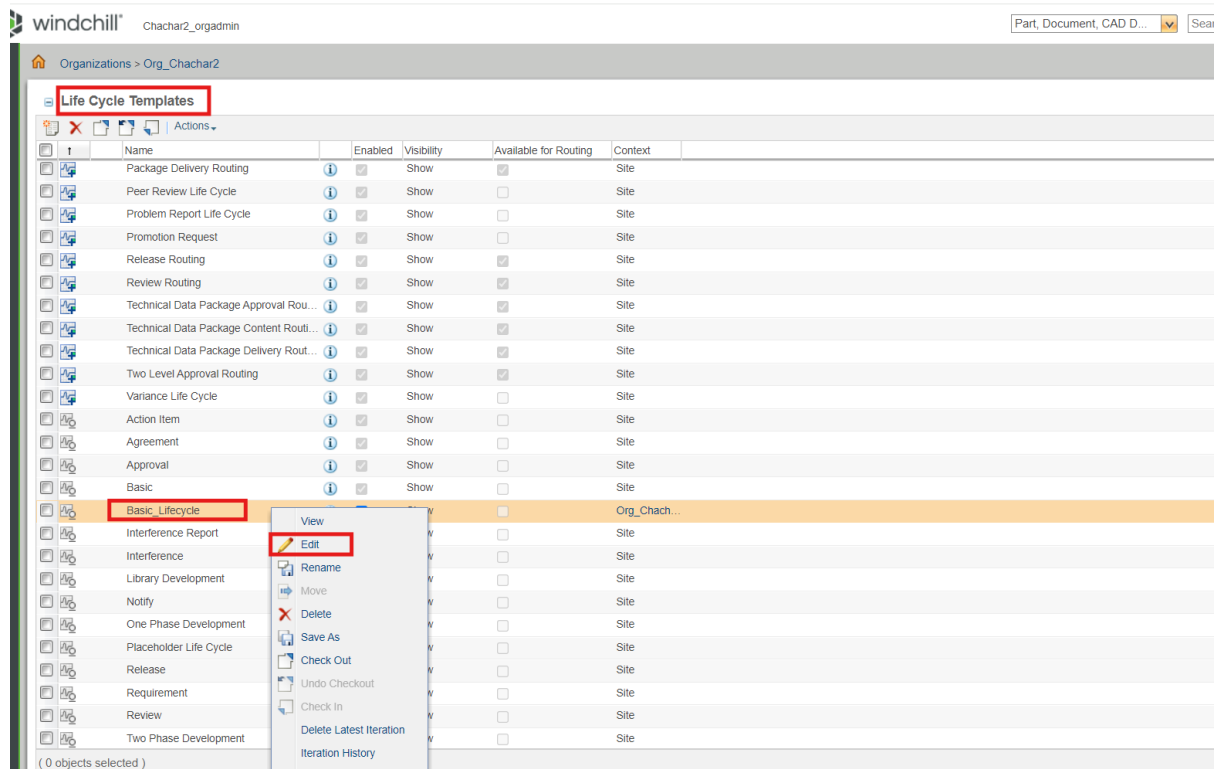 windchill® Chachar2_orgadmin Part, Document, CAD D... Sear
Organizations > Org_Chachar2
Life Cycle Templates
Actions
Name Enabled Visibility Available for Routing Context
Package Delivery Routing Show Site
Peer Review Life Cycle Show Site
Problem Report Life Cycle Show Site
Promotion Request Show Site
Release Routing Show Site
Review Routing Show Site
Technical Data Package Approval Rou... Show Site
Technical Data Package Content Routi... Show Site
Technical Data Package Delivery Rout... Show Site
Two Level Approval Routing Show Site
Variance Life Cycle Show Site
Action Item Show Site
Agreement Show Site
Approval Show Site
Basic Show Site
Basic_Lifecycle Org_Chach...
View
Interference Report Site
Edit
Interference Site
Rename
Library Development Site
Move
Notify Site
Delete
One Phase Development Site
Save As
Placeholder Life Cycle Site
Check Out
Release Site
Undo Checkout
Requirement Site
Check In
Review Site
Delete Latest Iteration
Two Phase Development Site
Iteration History
( 0 objects selected )